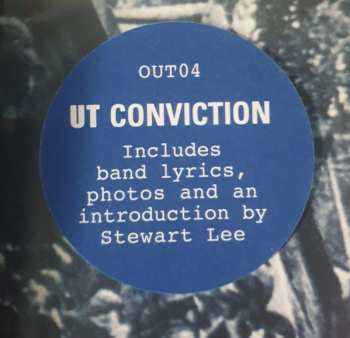 OUT04
UT CONVICTION
Includes
band lyrics,
photos and an
introduction by
Stewart Lee